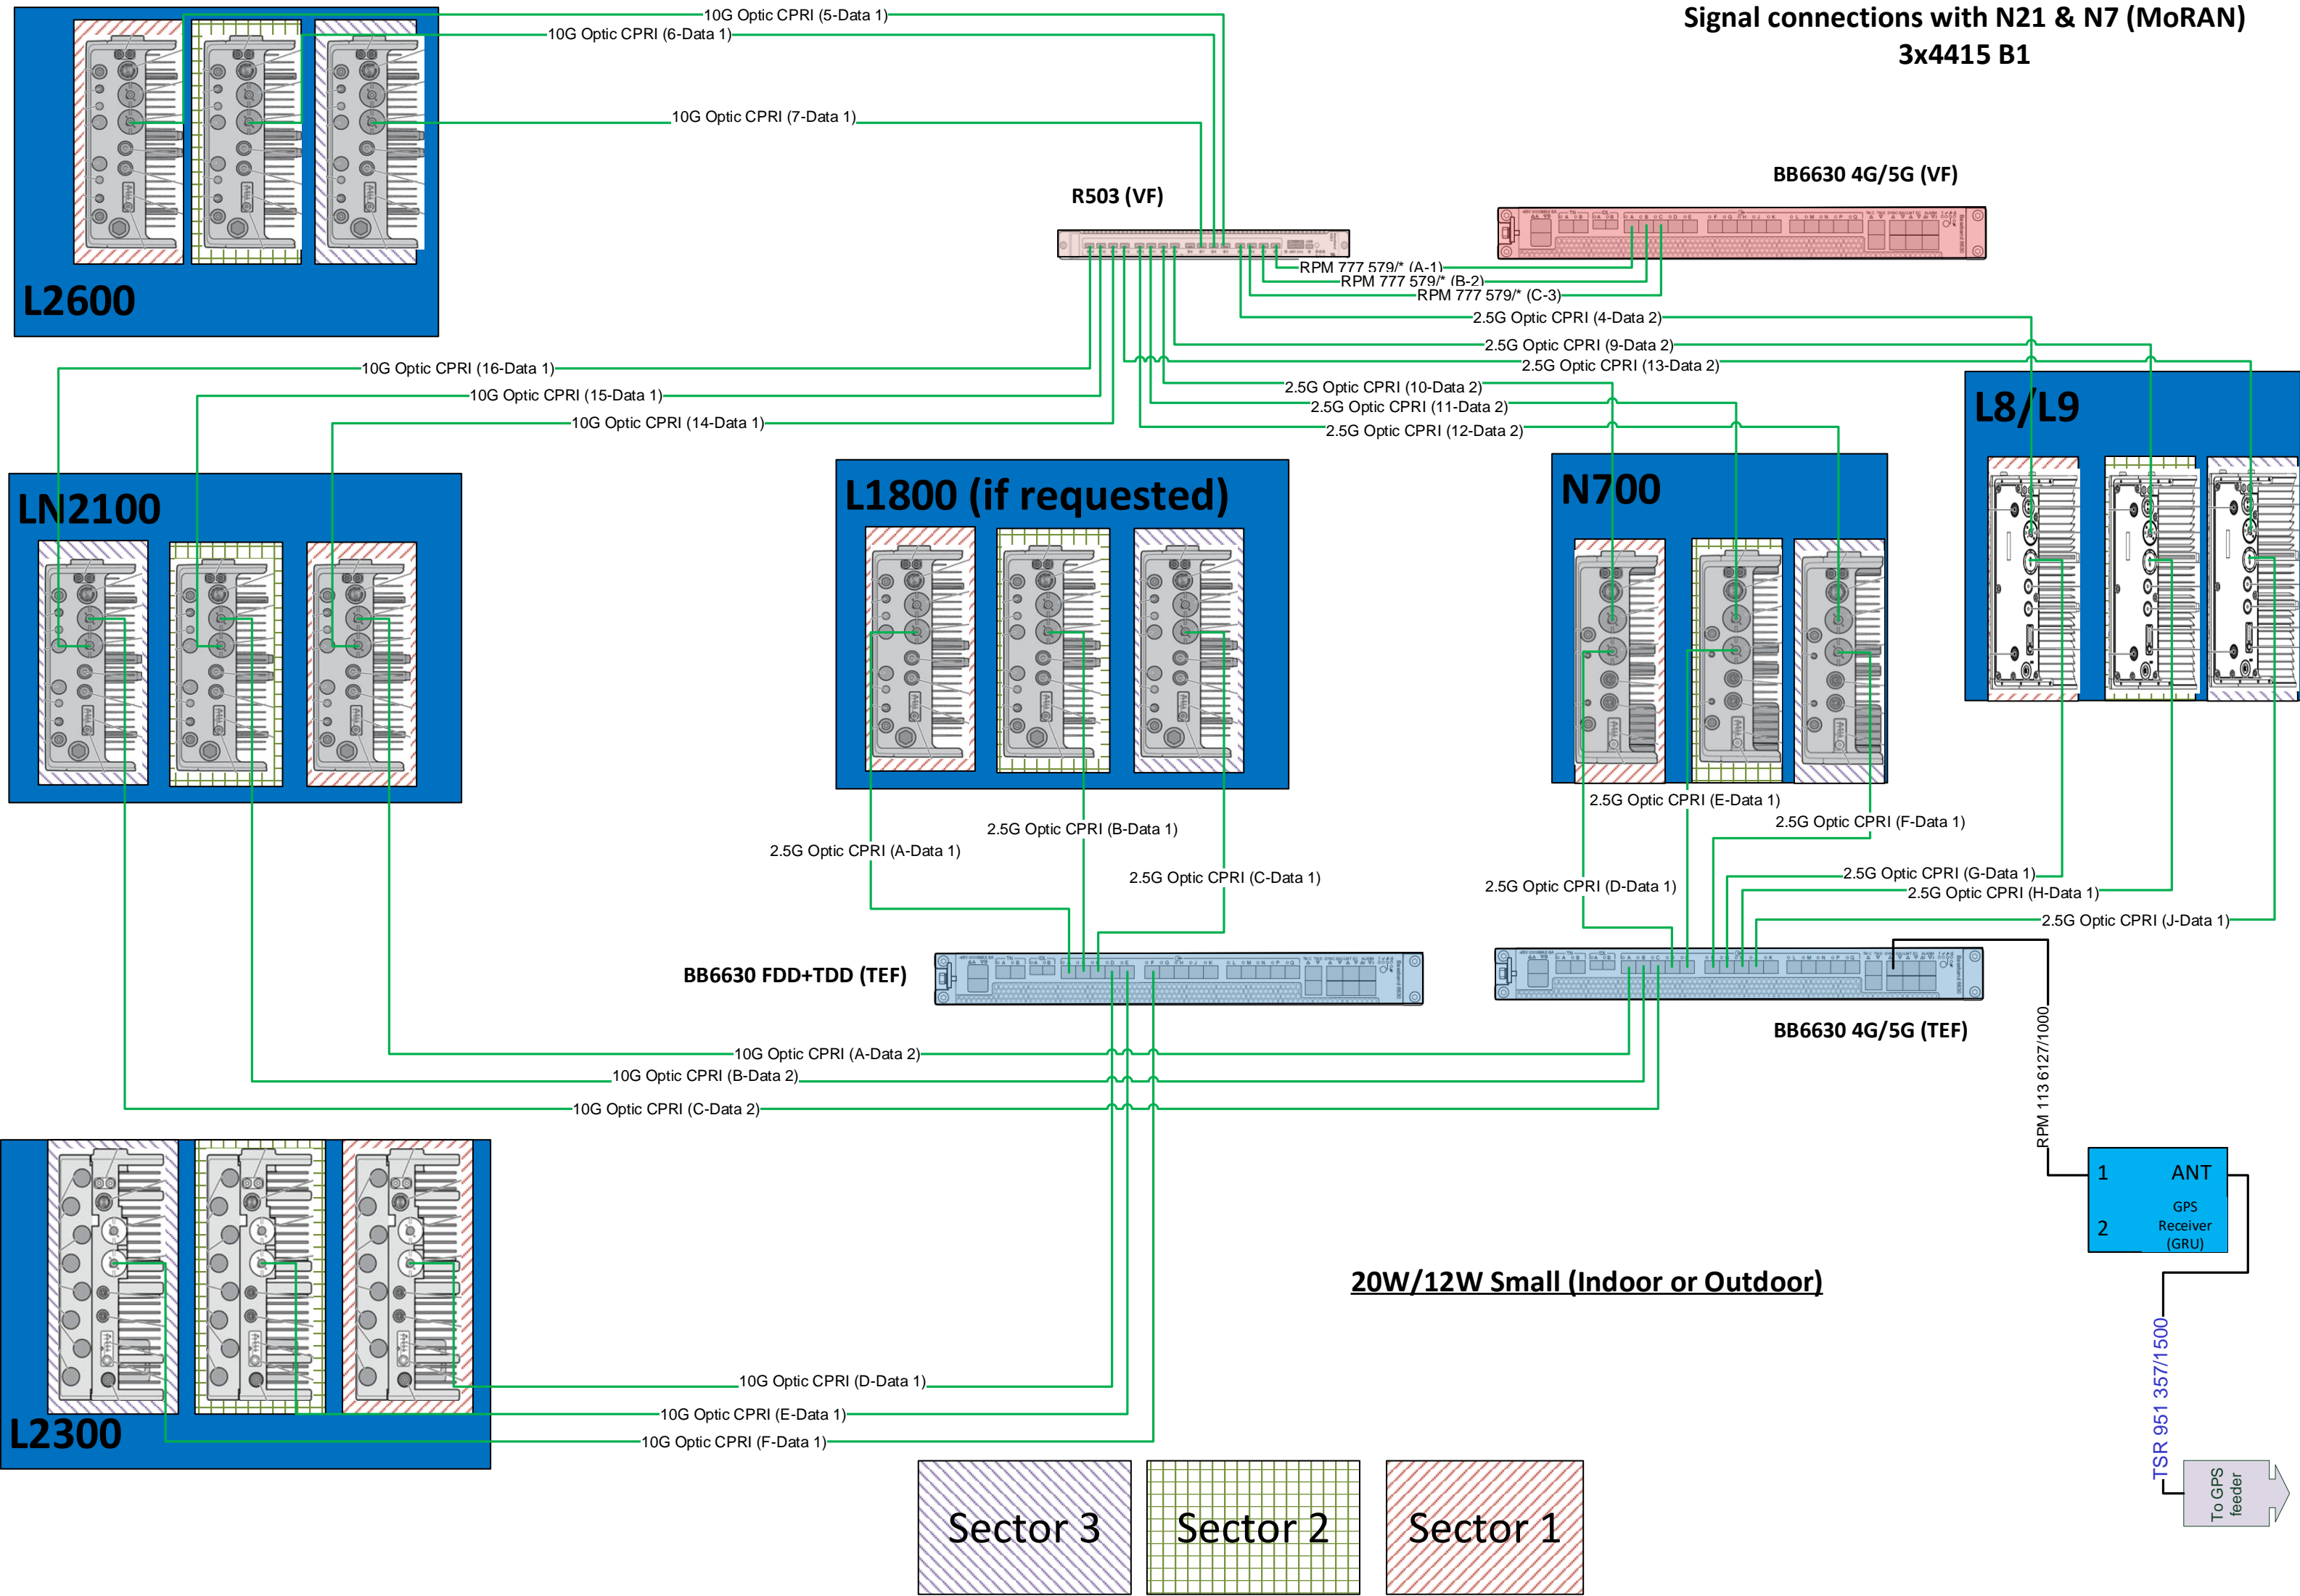 Signal connections with N21 & N7 (MoRAN)
3x4415 B1
10G Optic CPRI (5-Data 1)
10G Optic CPRI (6-Data 1)
10G Optic CPRI (7-Data 1)
L2600
R503 (VF)
BB6630 4G/5G (VF)
RPM 777 579/* (A-1)
RPM 777 579/* (B-2)
RPM 777 579/* (C-3)
2.5G Optic CPRI (4-Data 2)
2.5G Optic CPRI (9-Data 2)
2.5G Optic CPRI (13-Data 2)
10G Optic CPRI (16-Data 1)
10G Optic CPRI (15-Data 1)
10G Optic CPRI (14-Data 1)
2.5G Optic CPRI (10-Data 2)
2.5G Optic CPRI (11-Data 2)
2.5G Optic CPRI (12-Data 2)
L8/L9
LN2100
L1800 (if requested)
N700
2.5G Optic CPRI (A-Data 1)
2.5G Optic CPRI (B-Data 1)
2.5G Optic CPRI (C-Data 1)
2.5G Optic CPRI (E-Data 1)
2.5G Optic CPRI (F-Data 1)
2.5G Optic CPRI (D-Data 1)
2.5G Optic CPRI (G-Data 1)
2.5G Optic CPRI (H-Data 1)
2.5G Optic CPRI (J-Data 1)
BB6630 FDD+TDD (TEF)
BB6630 4G/5G (TEF)
10G Optic CPRI (A-Data 2)
10G Optic CPRI (B-Data 2)
10G Optic CPRI (C-Data 2)
RPM 113 6127/1000
1 ANT
2
GPS
Receiver
(GRU)
20W/12W Small (Indoor or Outdoor)
TSR 951 357/1500
To GPS
feeder
10G Optic CPRI (D-Data 1)
10G Optic CPRI (E-Data 1)
10G Optic CPRI (F-Data 1)
L2300
Sector 3
Sector 2
Sector 1